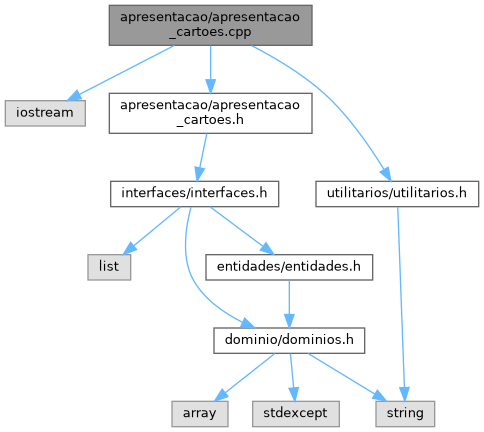 apresentacao/apresentacao
_cartoes.cpp
iostream
apresentacao/apresentacao
_cartoes.h
interfaces/interfaces.h
utilitarios/utilitarios.h
list
entidades/entidades.h
dominio/dominios.h
array
stdexcept
string